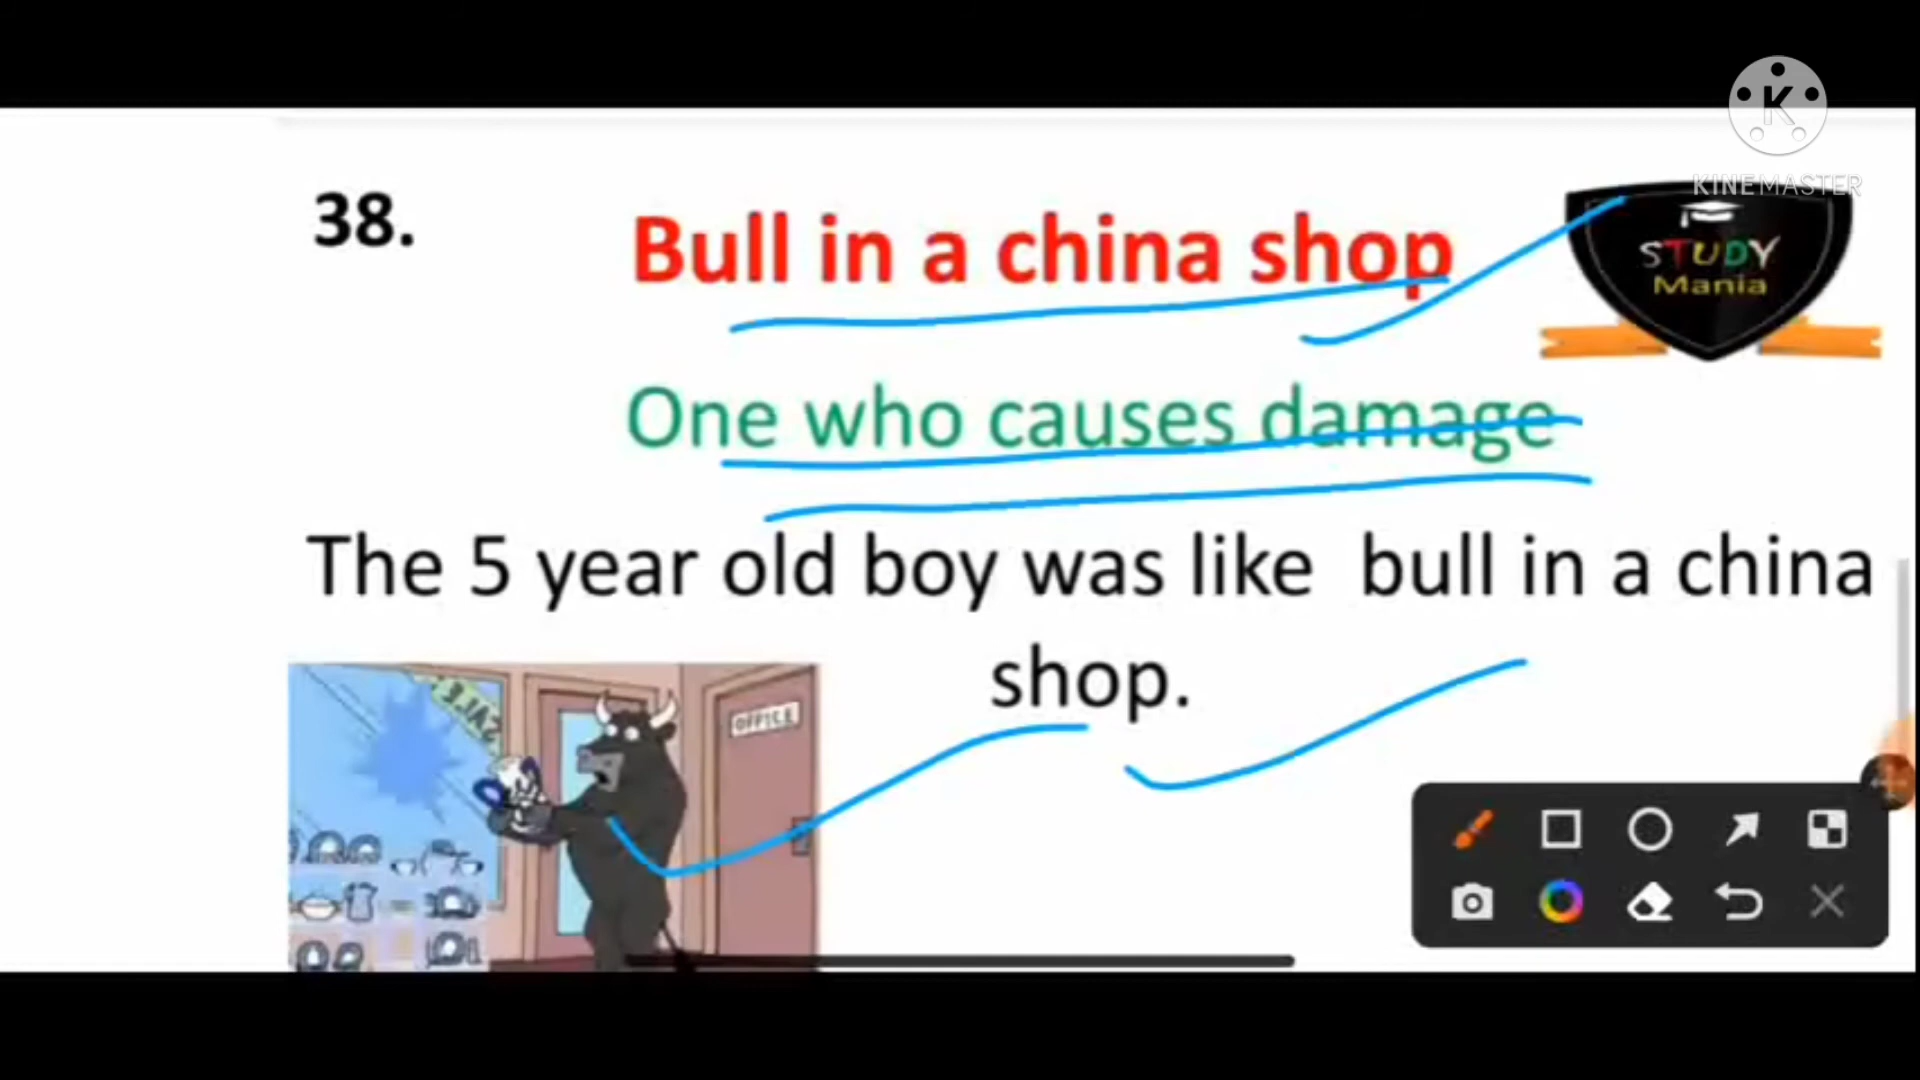 K
KINEMASTER
38.
Bull in a china shop
STUDY
Mania
One who causes damage
The 5 year old boy was like bull in a china
shop.
SALE
OFFICE